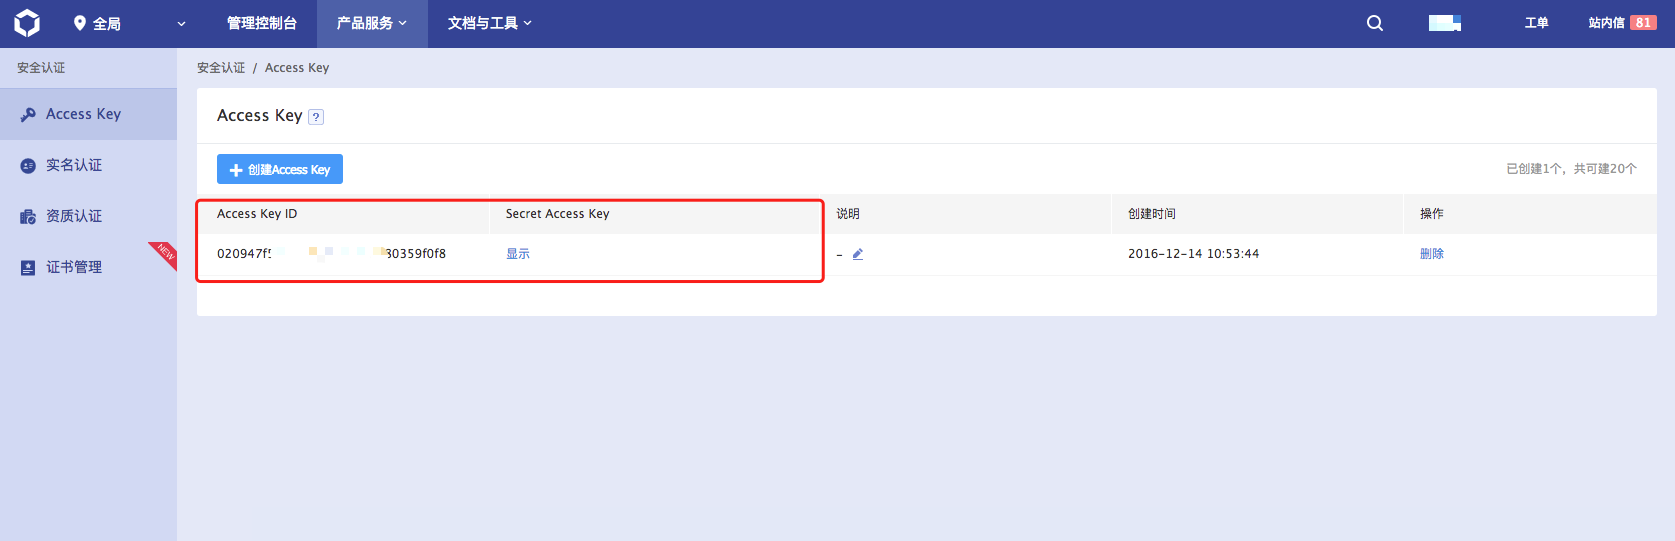 全局 管理控制台 产品服务 文档与工具 工单 站内信 81
安全认证
Access Key
实名认证
资质认证
证书管理
NEW
安全认证 / Access Key
Access Key ?
创建Access Key
已创建1个，共可建20个
Access Key ID Secret Access Key 说明 创建时间 操作
020947f5 80359f0f8 显示 – 2016-12-14 10:53:44 删除